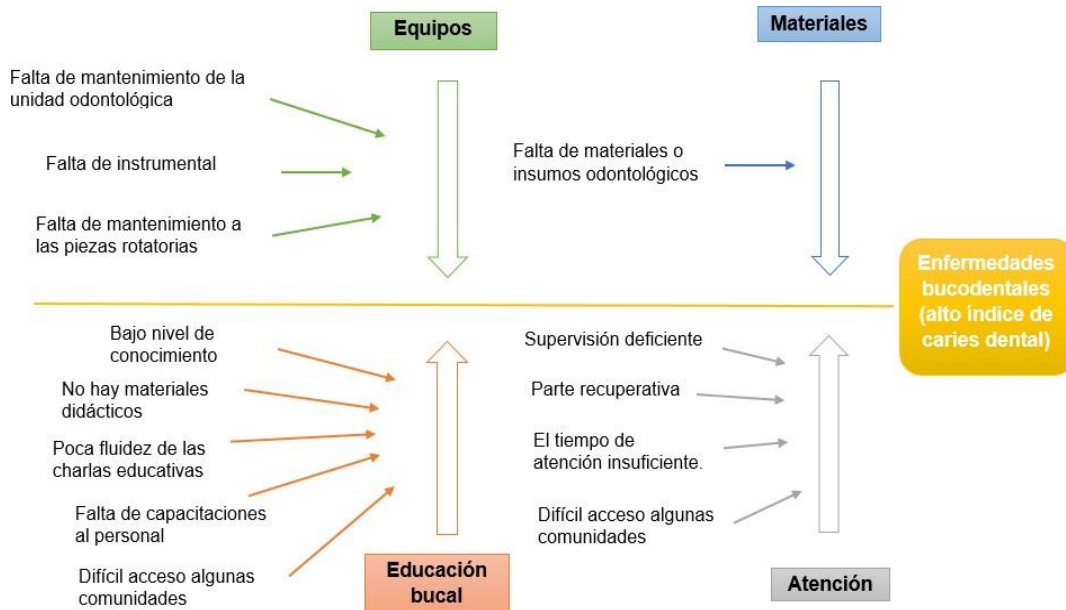 Equipos
Materiales
Falta de mantenimiento de la
unidad odontológica
Falta de instrumental
Falta de mantenimiento a
las piezas rotatorias
Falta de materiales o
insumos odontológicos
Enfermedades
bucodentales
(alto indice de
caries dental)
Bajo nivel de
conocimiento
No hay materiales
didácticos
Poca fluidez de las
charlas educativas
Falta de capacitaciones
al personal
Difícil acceso algunas
comunidades
Supervisión deficiente
Parte recuperativa
El tiempo de
atención insuficiente.
Difícil acceso algunas
comunidades
Educación
bucal
Atención